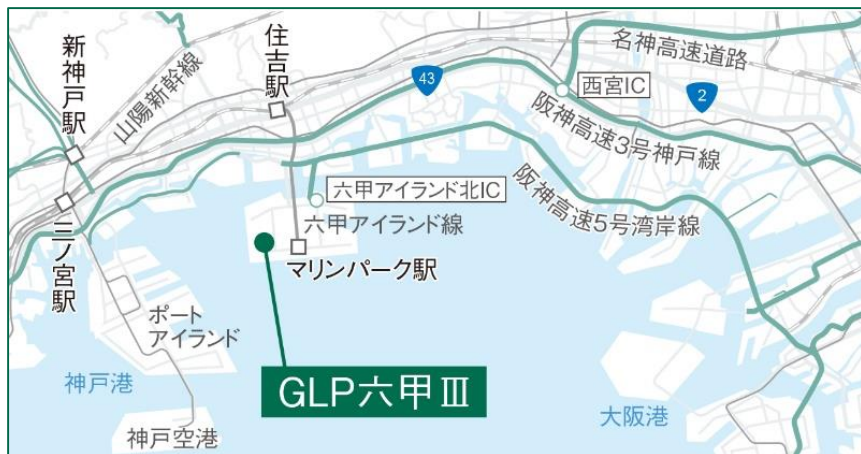 名神高速道路
新神戸駅
山陽新幹線
住吉駅
43
西宮IC
2
阪神高速3号神戸線
三ノ宮駅
六甲アイランド北IC
六甲アイランド線
阪神高速5号湾岸線
マリンパーク駅
ポート
アイランド
神戸港
GLP六甲Ⅲ
大阪港
神戸空港